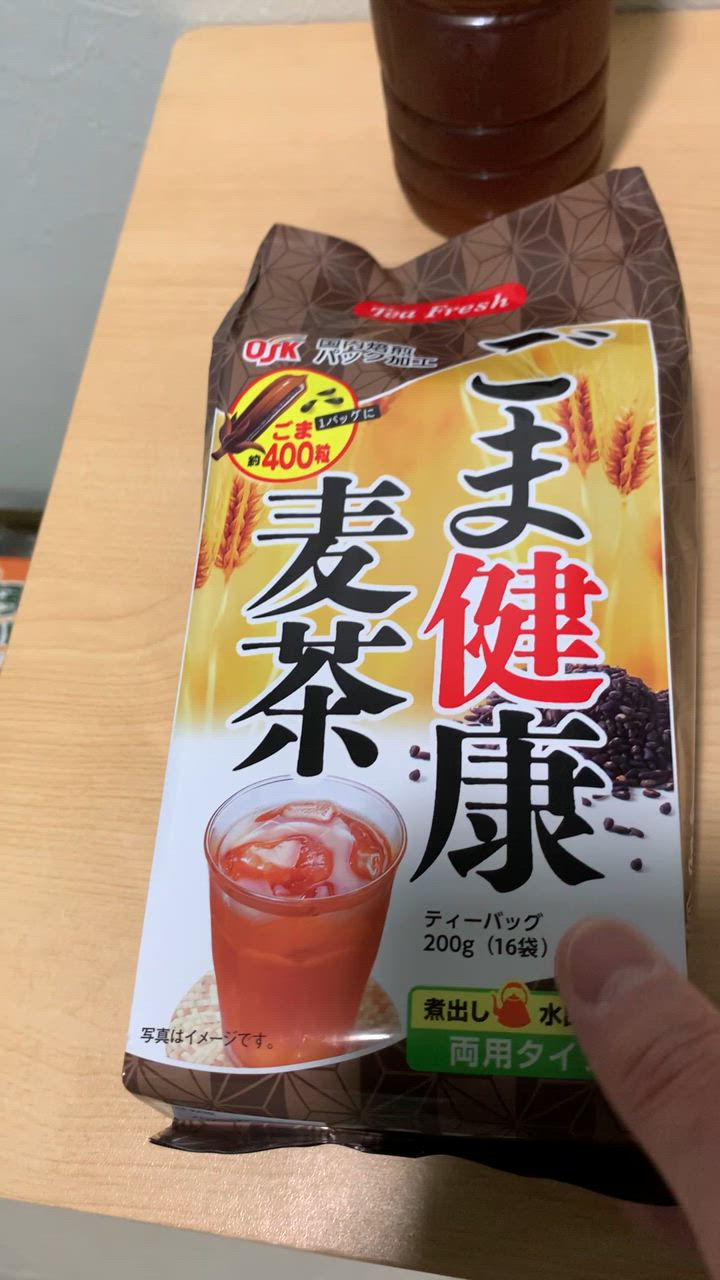 Tea Fresh
OSK
国内焙煎
パック加工
1バッグに
ごま
約400粒
ごま健康
麦茶
ティーバッグ
200g（16袋）
煮出し 水
両用タイ
写真はイメージです。